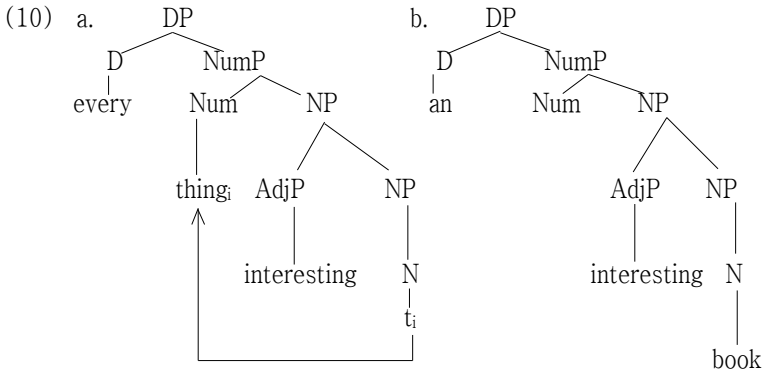 (10) a. DP b. DP
D NumP D NumP
every Num NP an Num NP
thingᵢ AdjP NP AdjP NP
interesting N interesting N
tᵢ
book